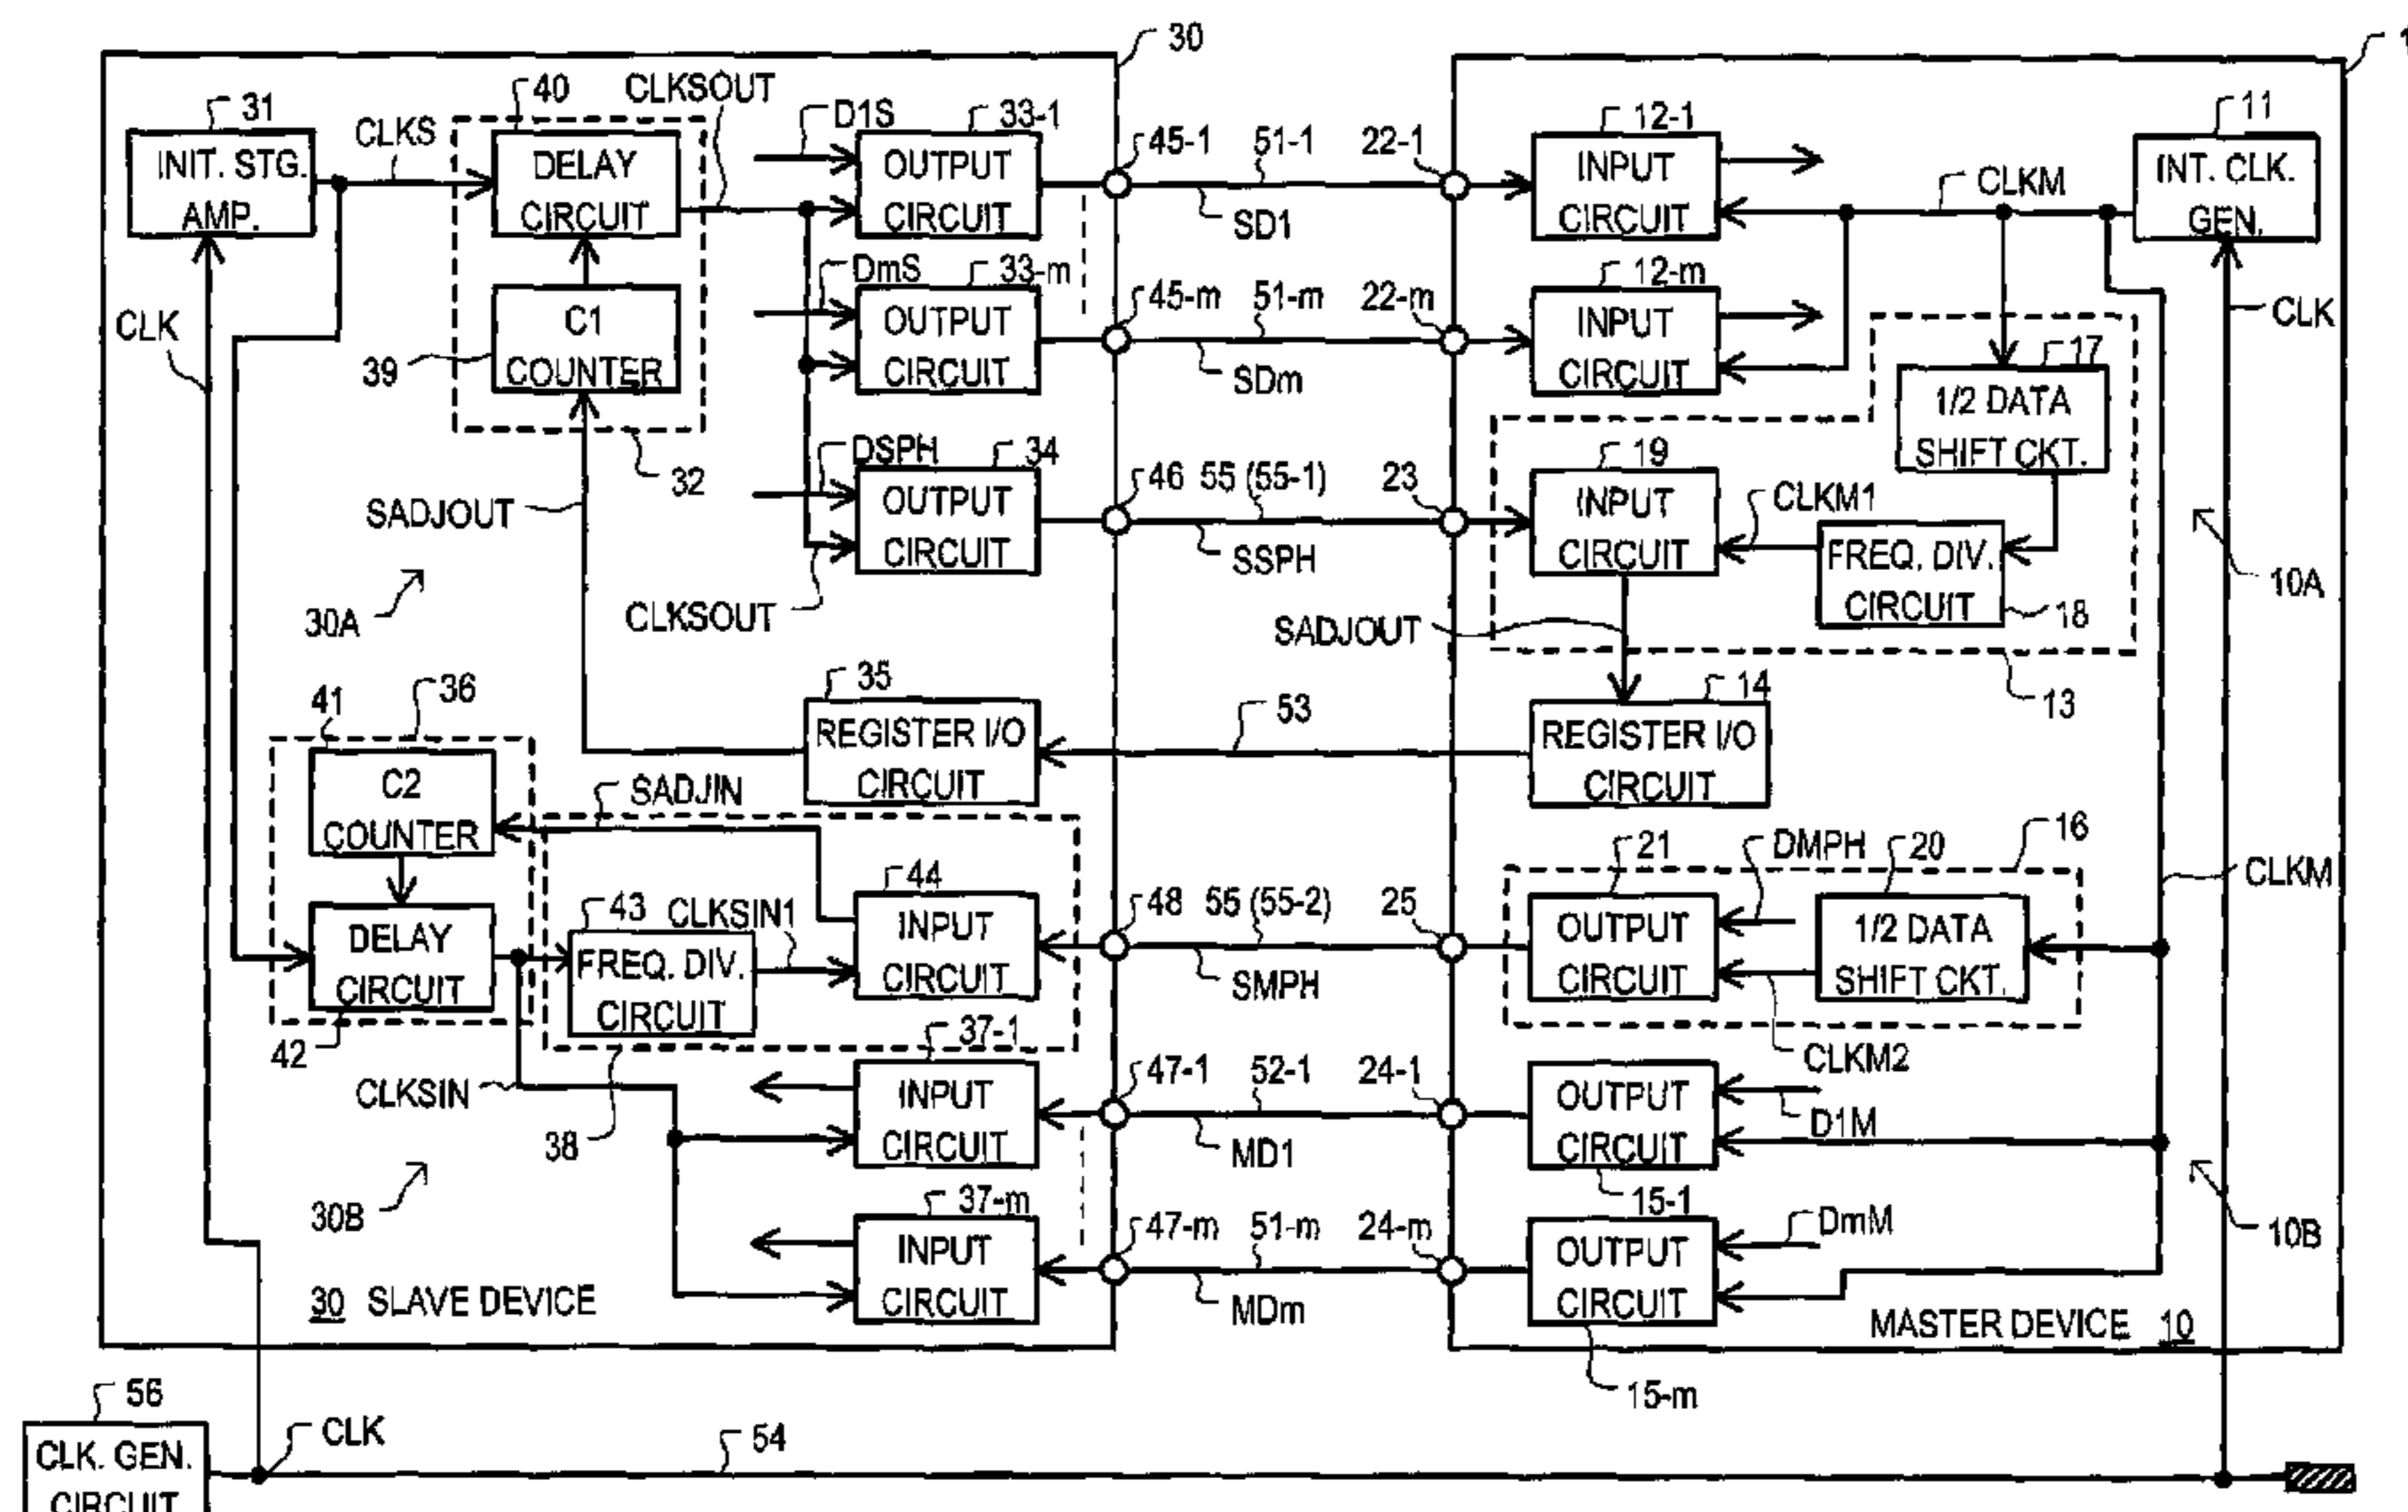 30
1
31
INIT. STG.
AMP.
CLKS
40
DELAY
CIRCUIT
CLKSOUT
D1S
33-1
OUTPUT
CIRCUIT
45-1
51-1
22-1
SD1
12-1
INPUT
CIRCUIT
CLKM
11
INT. CLK.
GEN.
CLK
C1
COUNTER
39
DmS
33-m
OUTPUT
CIRCUIT
45-m
51-m
22-m
SDm
12-m
INPUT
CIRCUIT
CLK
17
1/2 DATA
SHIFT CKT.
32
SADJOUT
DSPH
34
OUTPUT
CIRCUIT
46
55 (55-1)
23
SSPH
19
INPUT
CIRCUIT
CLKM1
FREQ. DIV.
CIRCUIT
18
10A
30A
CLKSOUT
SADJOUT
13
41
36
C2
COUNTER
35
REGISTER I/O
CIRCUIT
53
14
REGISTER I/O
CIRCUIT
SADJIN
DELAY
CIRCUIT
42
43
FREQ. DIV.
CIRCUIT
CLKSIN1
44
INPUT
CIRCUIT
48
55 (55-2)
25
SMPH
21
OUTPUT
CIRCUIT
DMPH
20
1/2 DATA
SHIFT CKT.
16
CLKM
CLKM2
CLKSIN
38
37-1
INPUT
CIRCUIT
47-1
52-1
24-1
MD1
OUTPUT
CIRCUIT
D1M
15-1
30B
37-m
INPUT
CIRCUIT
47-m
51-m
24-m
MDm
OUTPUT
CIRCUIT
DmM
10B
30 SLAVE DEVICE
MASTER DEVICE 10
15-m
56
CLK. GEN.
CIRCUIT
CLK
54